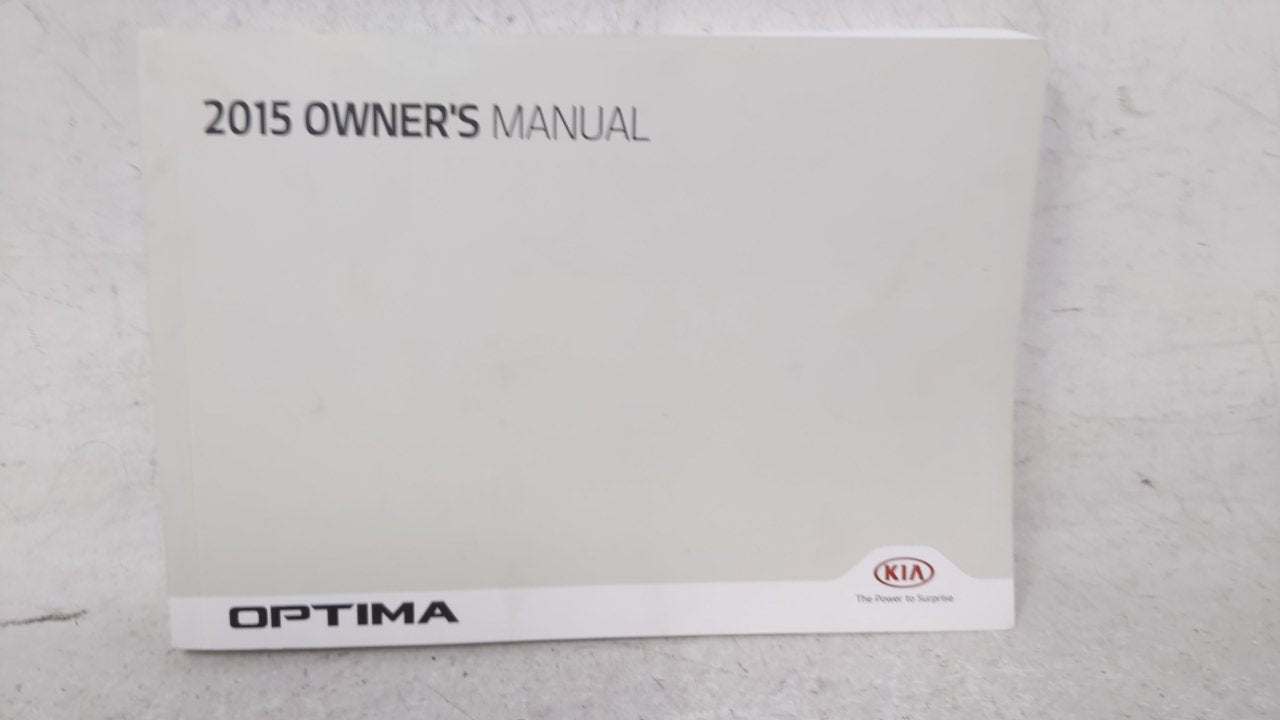 2015 OWNER'S MANUAL
KIA
The Power to Surprise
OPTIMA